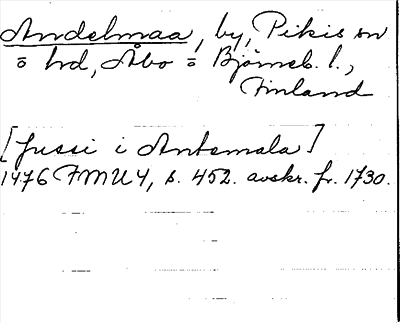 Andelmaa, by, Pikis sn
o hd, Åbo o Björneb. l.,
Finland
[Jussi i Antemala]
1476 FMU 4, s. 452. avskr. fr. 1730.